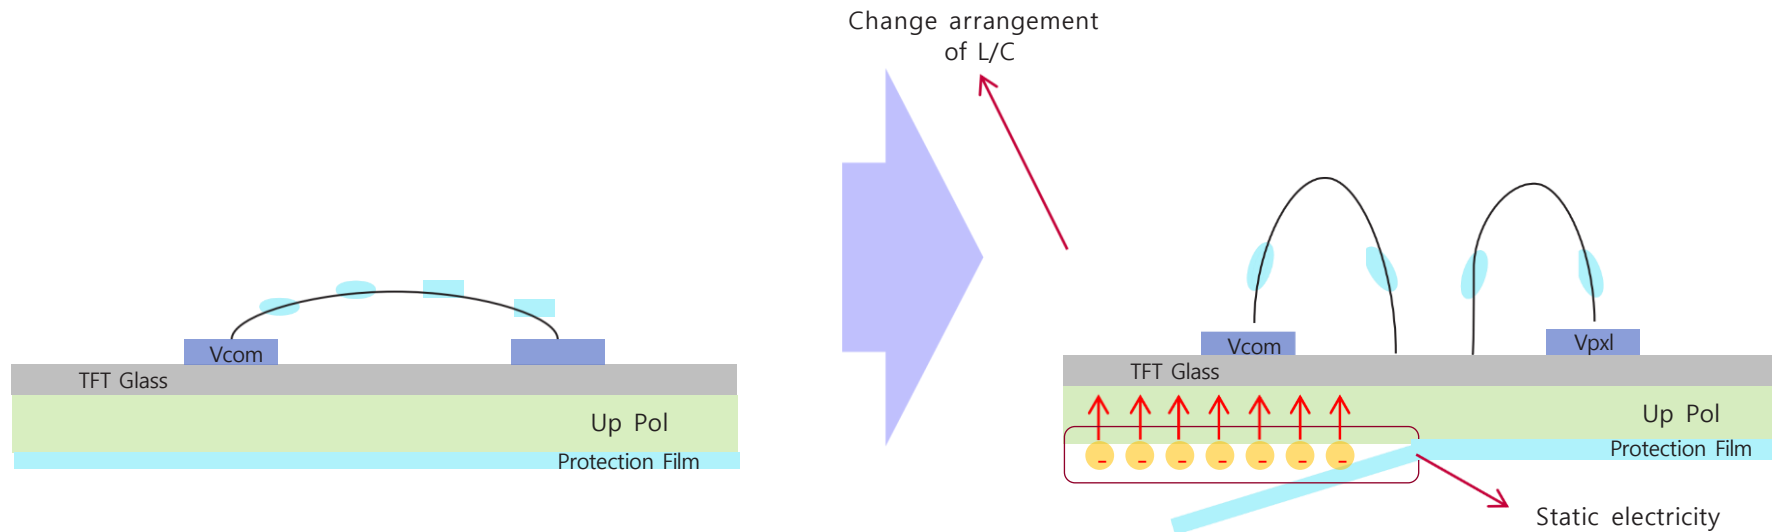 Change arrangement
of L/C
Vcom
TFT Glass
Up Pol
Protection Film
Vcom
Vpxl
TFT Glass
Up Pol
Protection Film
- - - - - - -
Static electricity